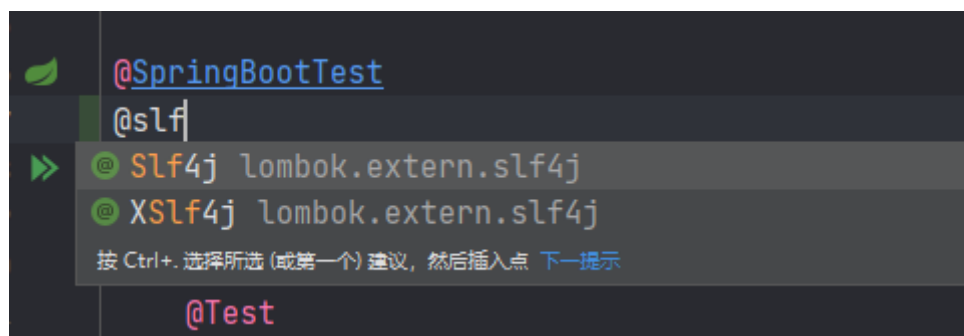 @SpringBootTest
@slf
@ Slf4j lombok.extern.slf4j
@ XSlf4j lombok.extern.slf4j
按 Ctrl+. 选择所选 (或第一个) 建议，然后插入点 下一提示
@Test